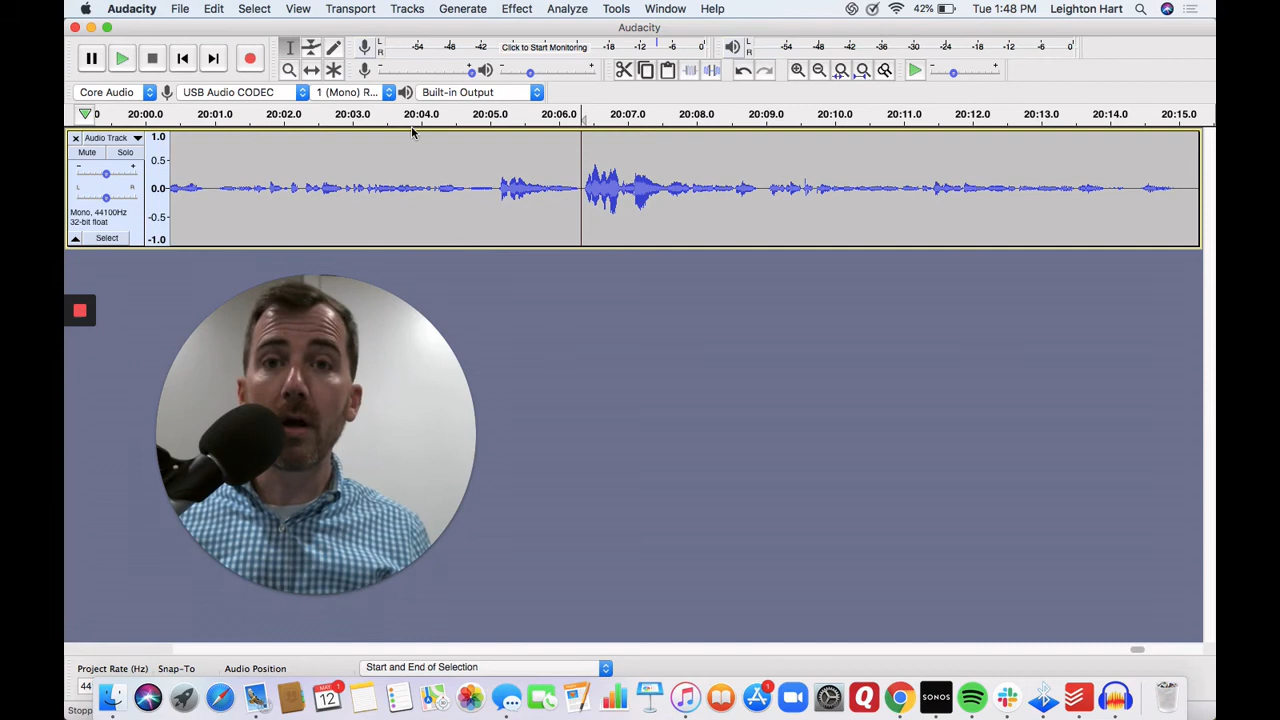 Audacity File Edit Select View Transport Tracks Generate Effect Analyze Tools Window Help 42% Tue 1:48 PM Leighton Hart
Audacity
L R -54 -48 -42 Click to Start Monitoring -18 -12 -6 0 L R -54 -48 -42 -36 -30 -24 -18 -12 -6 0
- + - + - +
Core Audio USB Audio CODEC 1 (Mono) R... Built-in Output
0 20:00.0 20:01.0 20:02.0 20:03.0 20:04.0 20:05.0 20:06.0 20:07.0 20:08.0 20:09.0 20:10.0 20:11.0 20:12.0 20:13.0 20:14.0 20:15.0
Audio Track 1.0
Mute Solo
0.5
- +
L R 0.0
Mono, 44100Hz
32-bit float -0.5
Select -1.0
Project Rate (Hz) Snap-To Audio Position Start and End of Selection
44
MAY 1
12
1
SONOS
Stopp